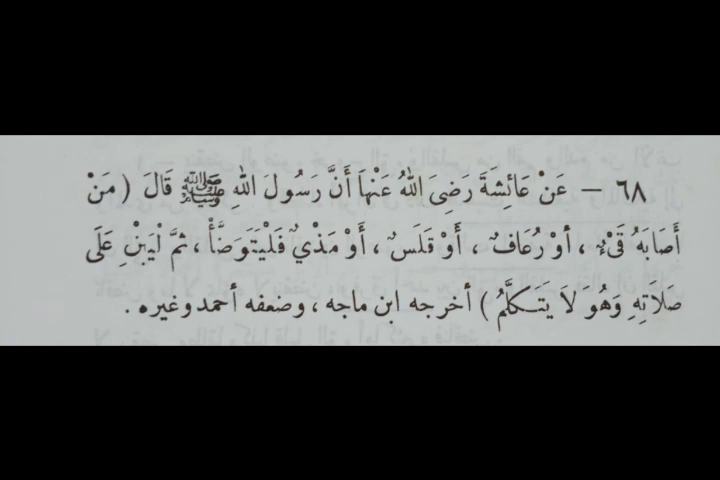 ٦٨ – عَنْ عَائِشَةَ رَضِىَ اللهُ عَنْهَا أَنَّ رَسُولَ اللهِ ﷺ قَالَ ( مَنْ
أَصَابَهُ قَىْءٌ ، أَوْ رُعَافٌ ، أَوْ قَلَسٌ ، أَوْ مَذْيٌ فَلْيَتَوَضَّأْ ، ثُمَّ لْيَبْنِ عَلَى
صَلَاتِهِ وَهُوَ لَا يَتَكَلَّمُ ) أخرجه ابن ماجه ، وضعفه أحمد وغيره .